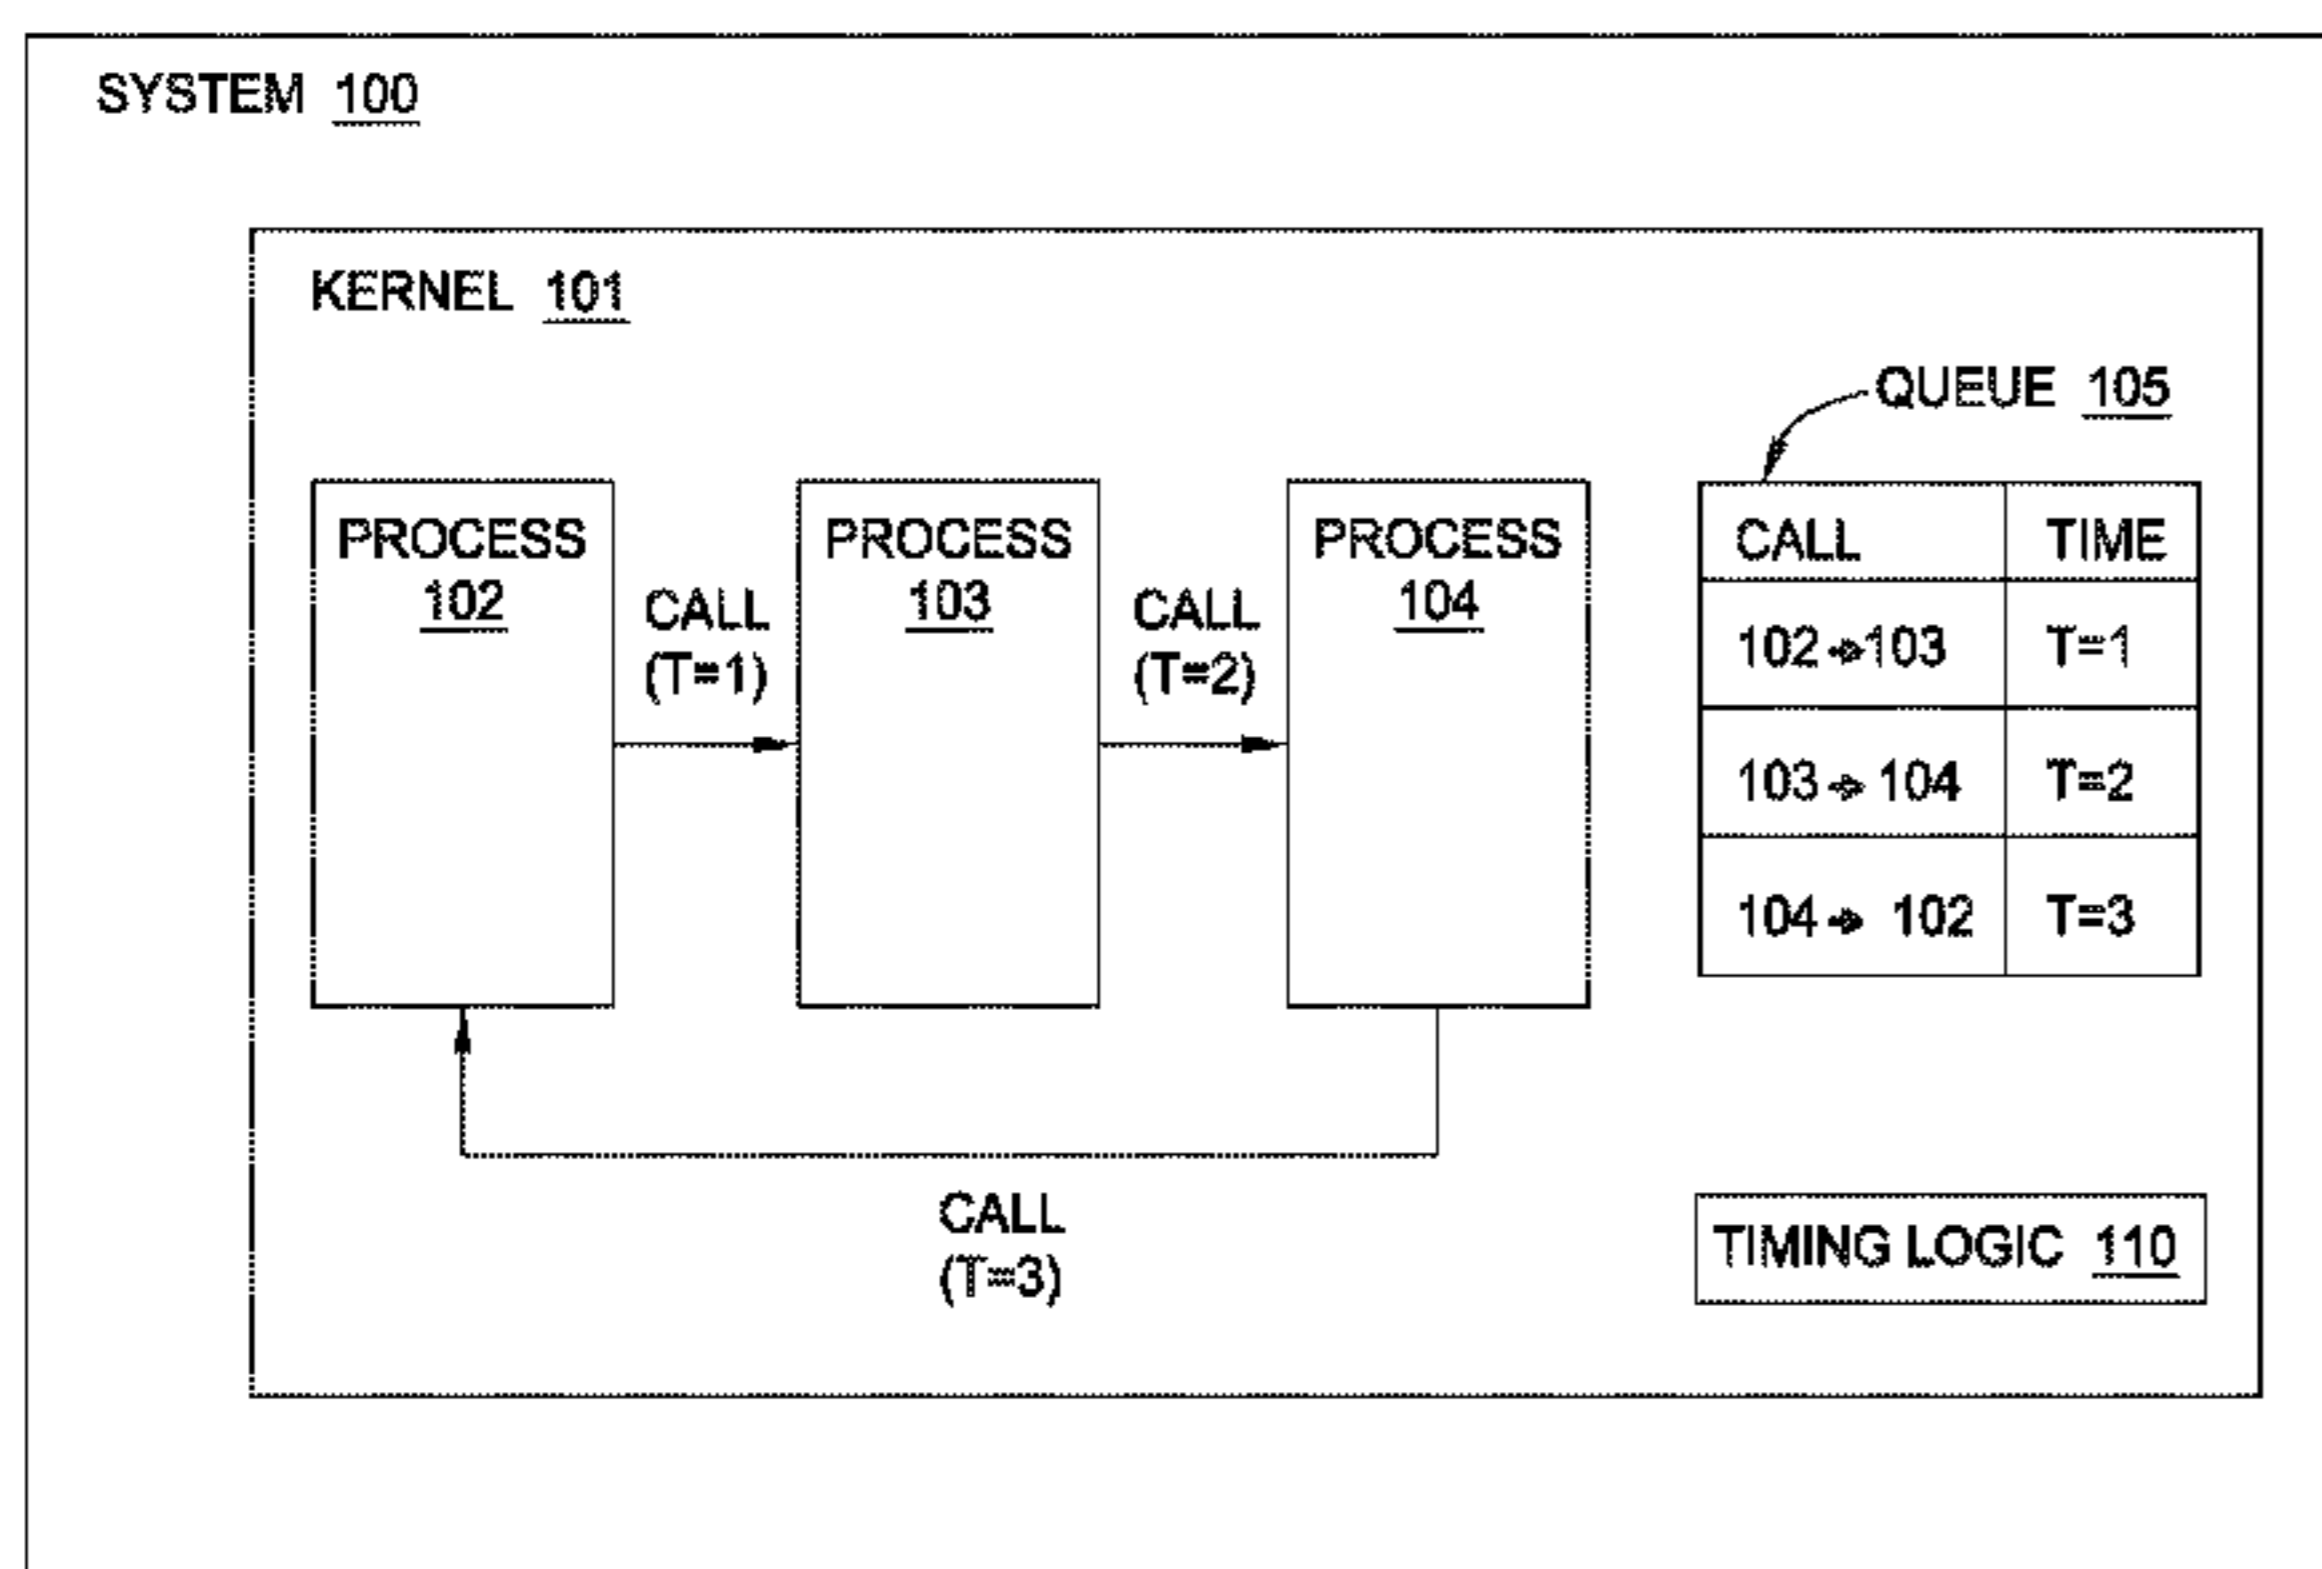 SYSTEM 100
KERNEL 101
QUEUE 105
PROCESS
102
CALL
(T=1)
PROCESS
103
CALL
(T=2)
PROCESS
104
CALL TIME
102→103 T=1
103→104 T=2
104→102 T=3
CALL
(T=3)
TIMING LOGIC 110